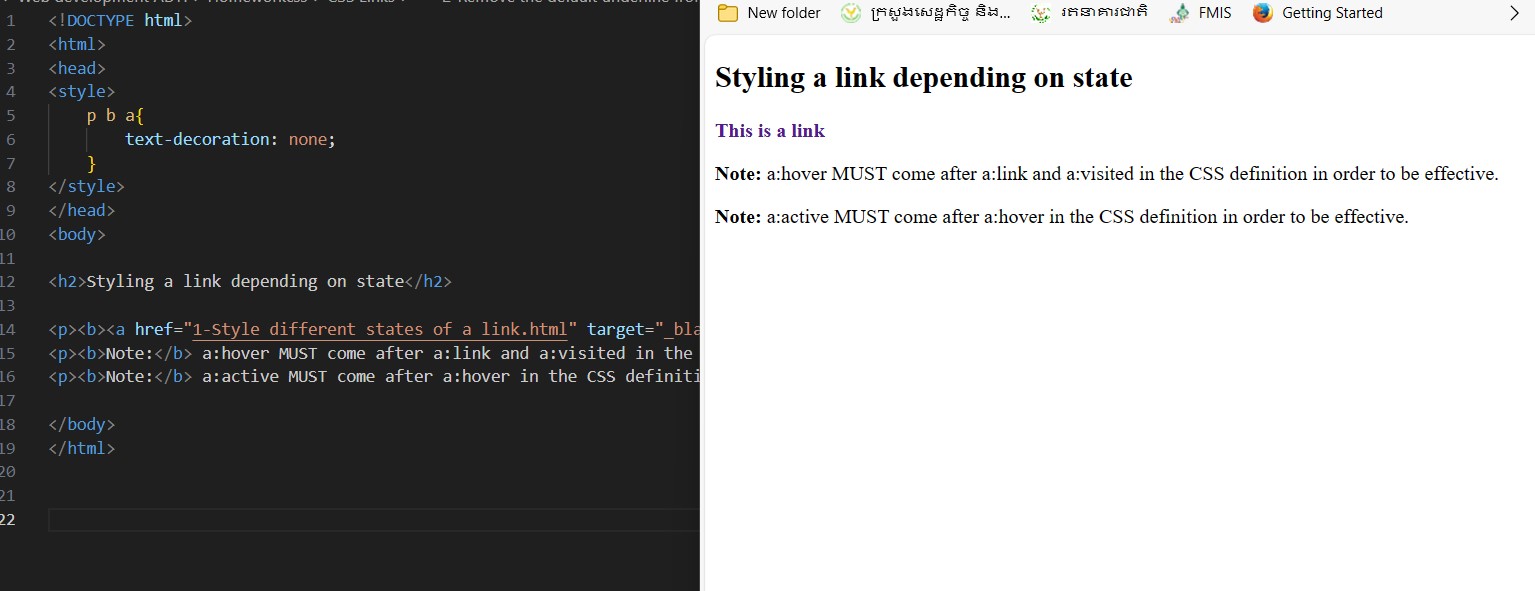 Homeworkcss > CSS Links >
1 <!DOCTYPE html>
2 <html>
3 <head>
4 <style>
5 p b a{
6 text-decoration: none;
7 }
8 </style>
9 </head>
10 <body>
11
12 <h2>Styling a link depending on state</h2>
13
14 <p><b><a href="1-Style different states of a link.html" target="_bla
15 <p><b>Note:</b> a:hover MUST come after a:link and a:visited in the
16 <p><b>Note:</b> a:active MUST come after a:hover in the CSS definiti
17
18 </body>
19 </html>
20
21
22
New folder ក្រសួងសេដ្ឋកិច្ច និង... រតនាគារជាតិ FMIS Getting Started
Styling a link depending on state
This is a link
Note: a:hover MUST come after a:link and a:visited in the CSS definition in order to be effective.
Note: a:active MUST come after a:hover in the CSS definition in order to be effective.